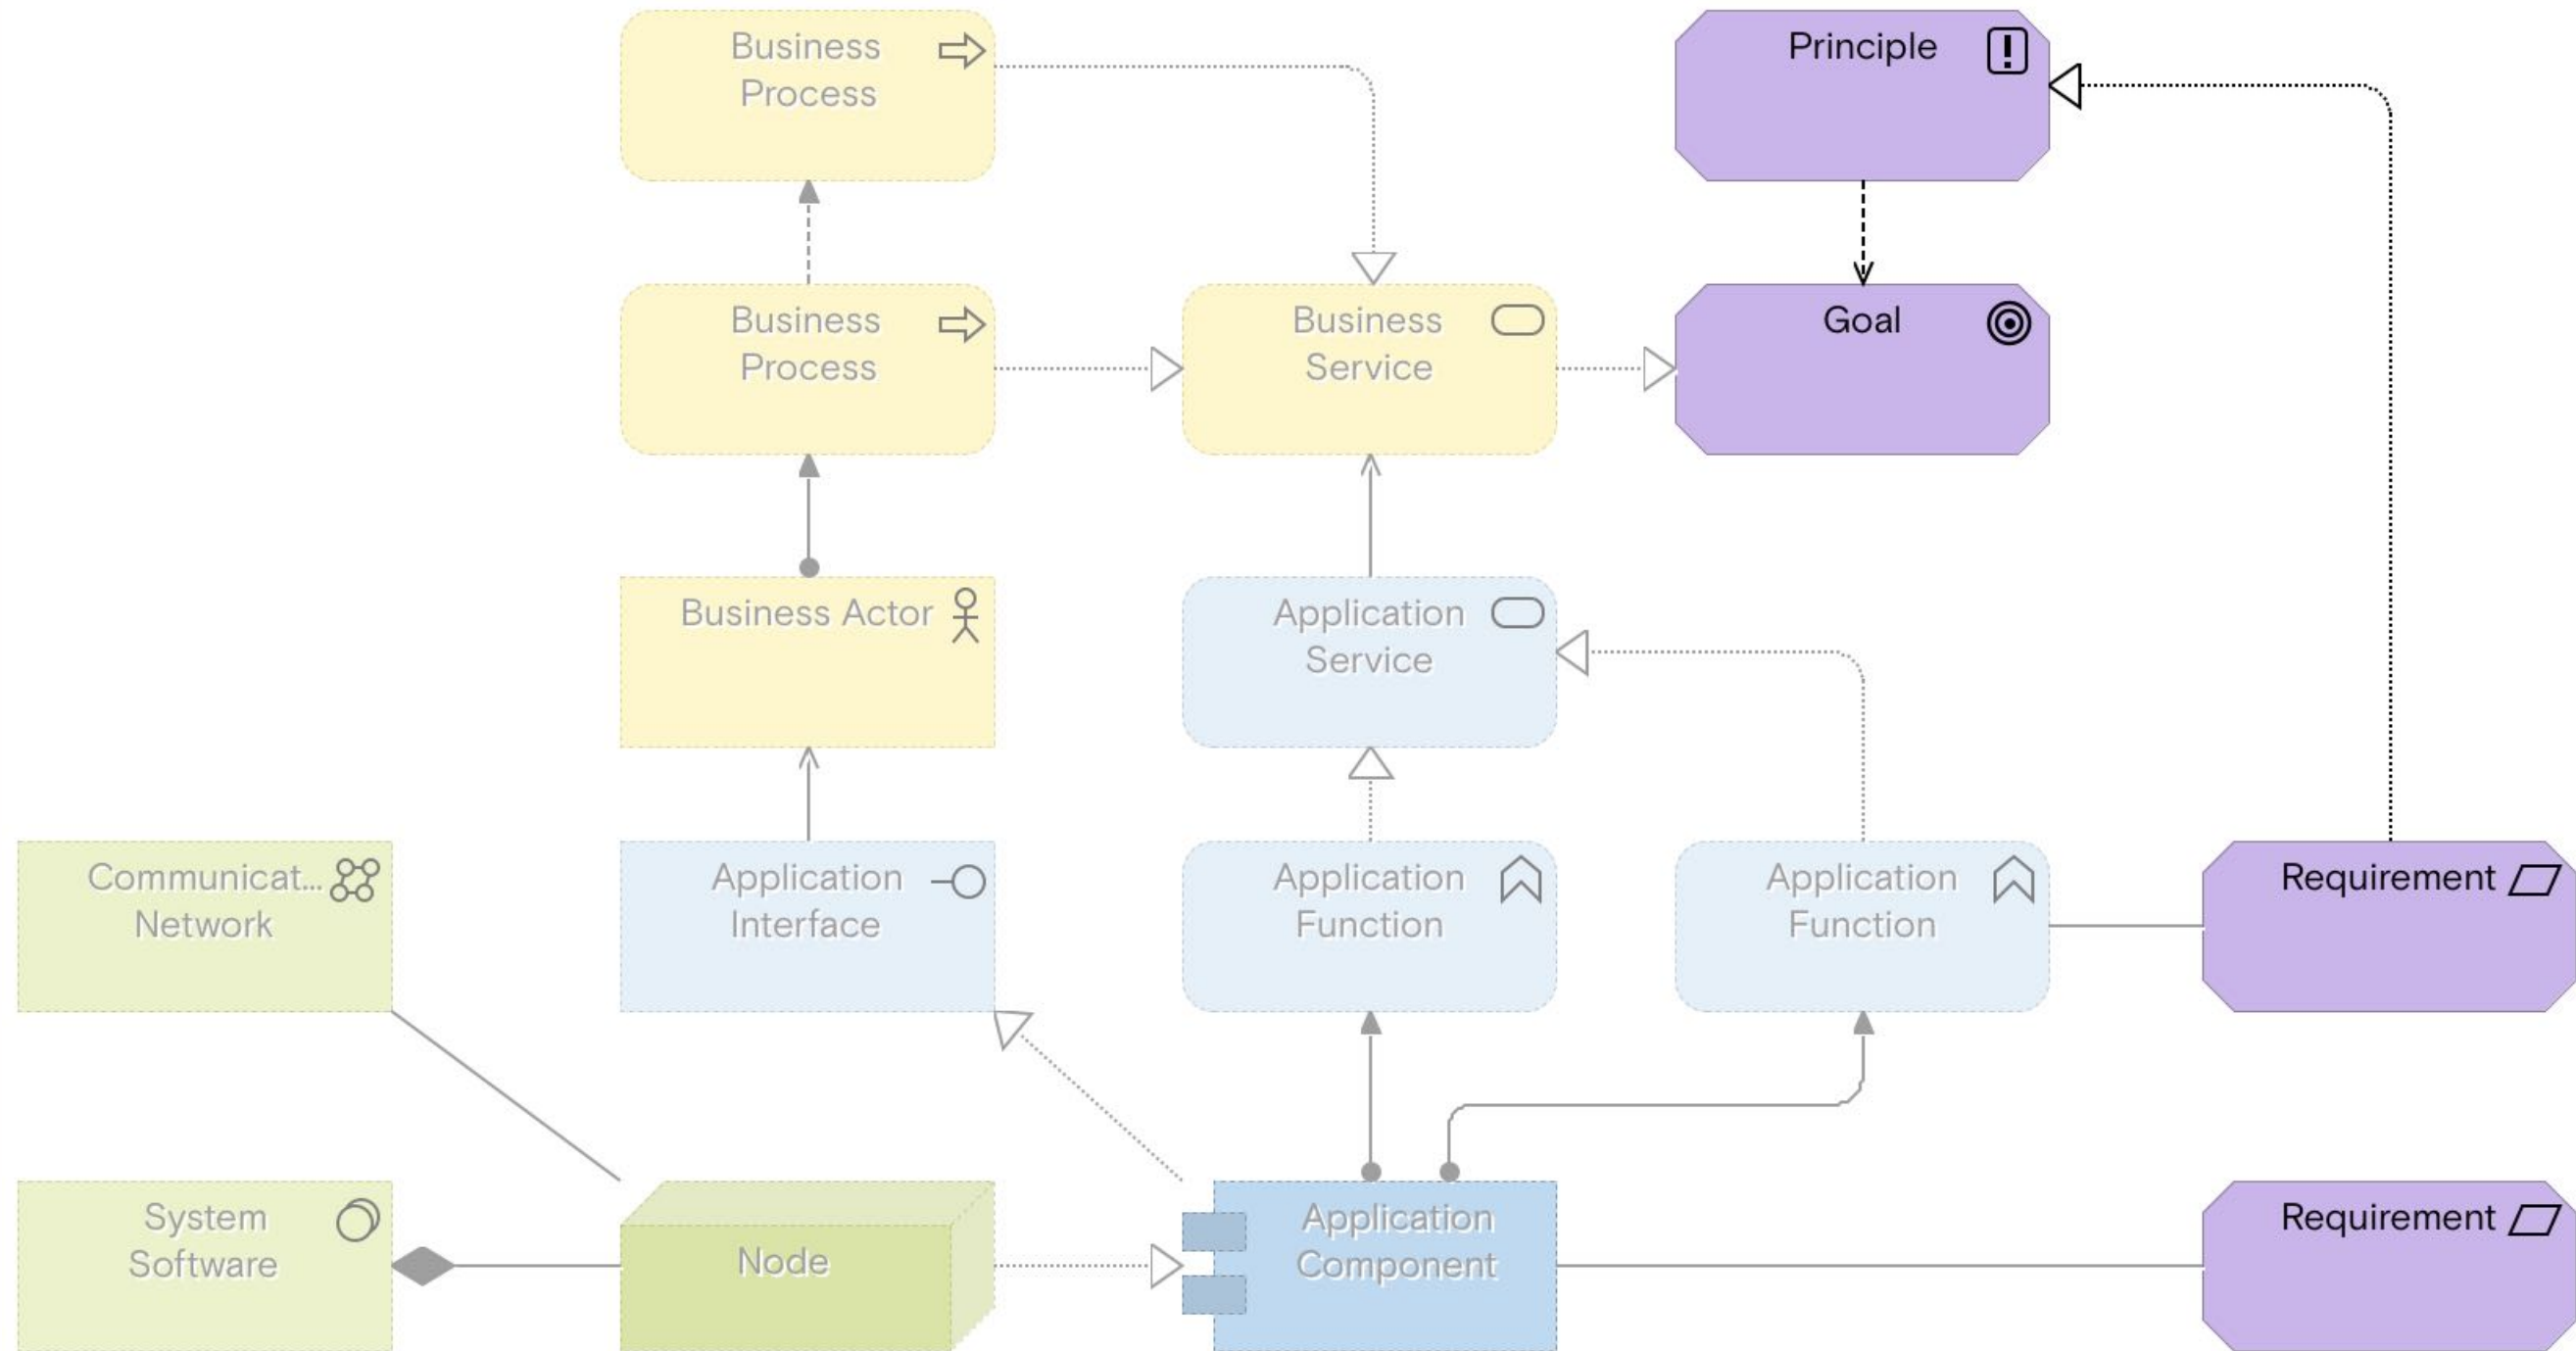 Business
Process
Principle
Business
Process
Business
Service
Goal
Business Actor
Application
Service
Communicat...
Network
Application
Interface
Application
Function
Application
Function
Requirement
System
Software
Node
Application
Component
Requirement